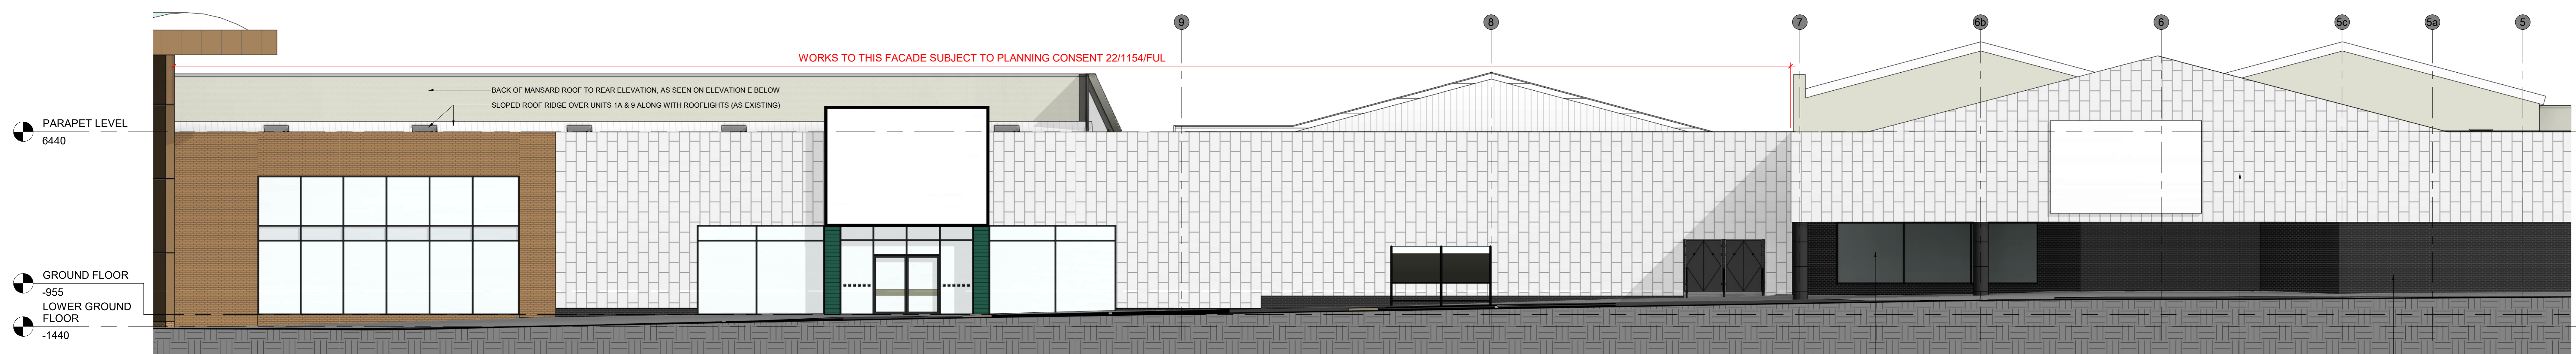 9
8
7
6b
6
5c
5a
5
WORKS TO THIS FACADE SUBJECT TO PLANNING CONSENT 22/1154/FUL
BACK OF MANSARD ROOF TO REAR ELEVATION, AS SEEN ON ELEVATION E BELOW
SLOPED ROOF RIDGE OVER UNITS 1A & 9 ALONG WITH ROOFLIGHTS (AS EXISTING)
PARAPET LEVEL
6440
GROUND FLOOR
-955
LOWER GROUND
FLOOR
-1440